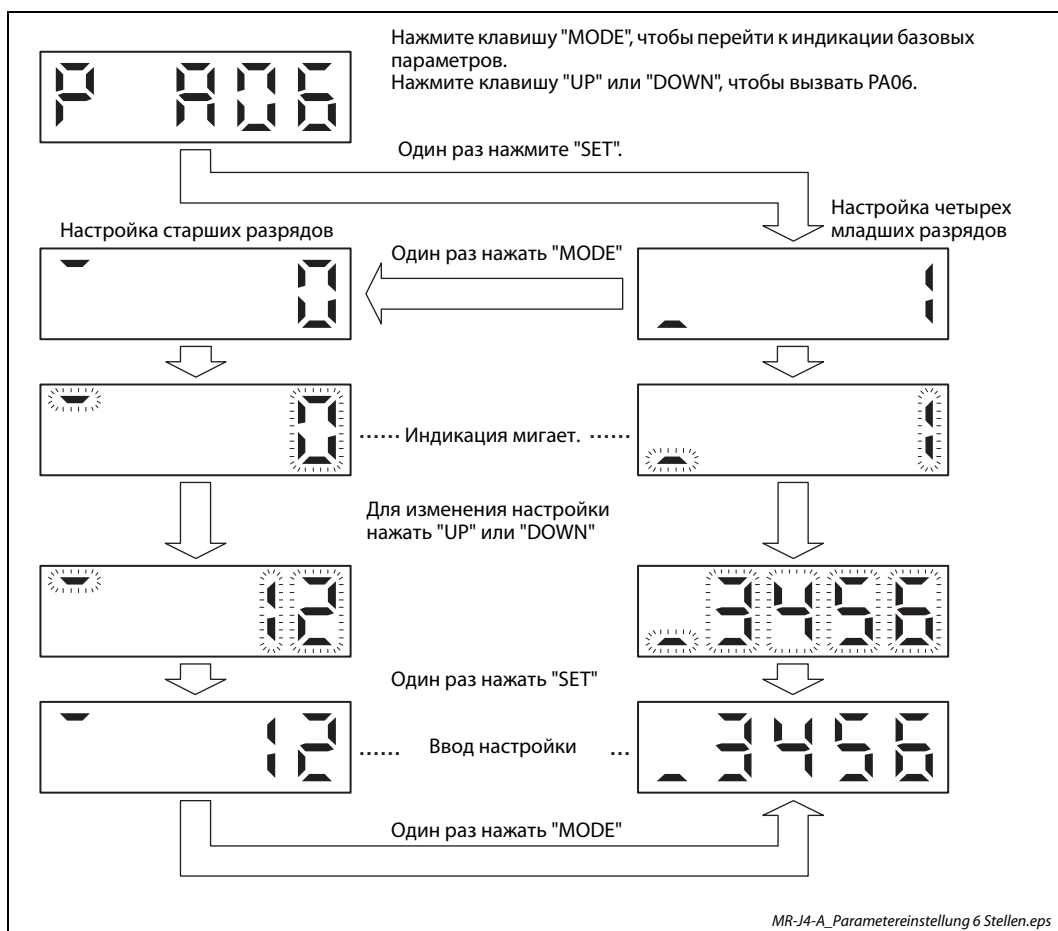 Нажмите клавишу "MODE", чтобы перейти к индикации базовых
параметров.
Нажмите клавишу "UP" или "DOWN", чтобы вызвать PA06.
P A06
Один раз нажмите "SET".
Настройка четырех
младших разрядов
Настройка старших разрядов
Один раз нажать "MODE"
‾ 0
_ 1
‾ 0
...... Индикация мигает. ......
_ 1
Для изменения настройки
нажать "UP" или "DOWN"
‾ 12
_ 3456
Один раз нажать "SET"
‾ 12
...... Ввод настройки ...
_ 3456
Один раз нажать "MODE"
MR-J4-A_Parametereinstellung 6 Stellen.eps